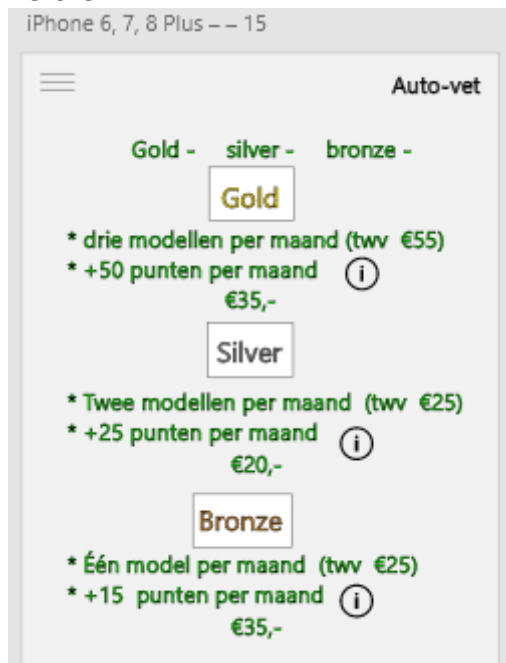 iPhone 6, 7, 8 Plus – – 15
Auto-vet
Gold - silver - bronze -
Gold
* drie modellen per maand (twv €55)
* +50 punten per maand i
€35,-
Silver
* Twee modellen per maand (twv €25)
* +25 punten per maand i
€20,-
Bronze
* Één model per maand (twv €25)
* +15 punten per maand i
€35,-